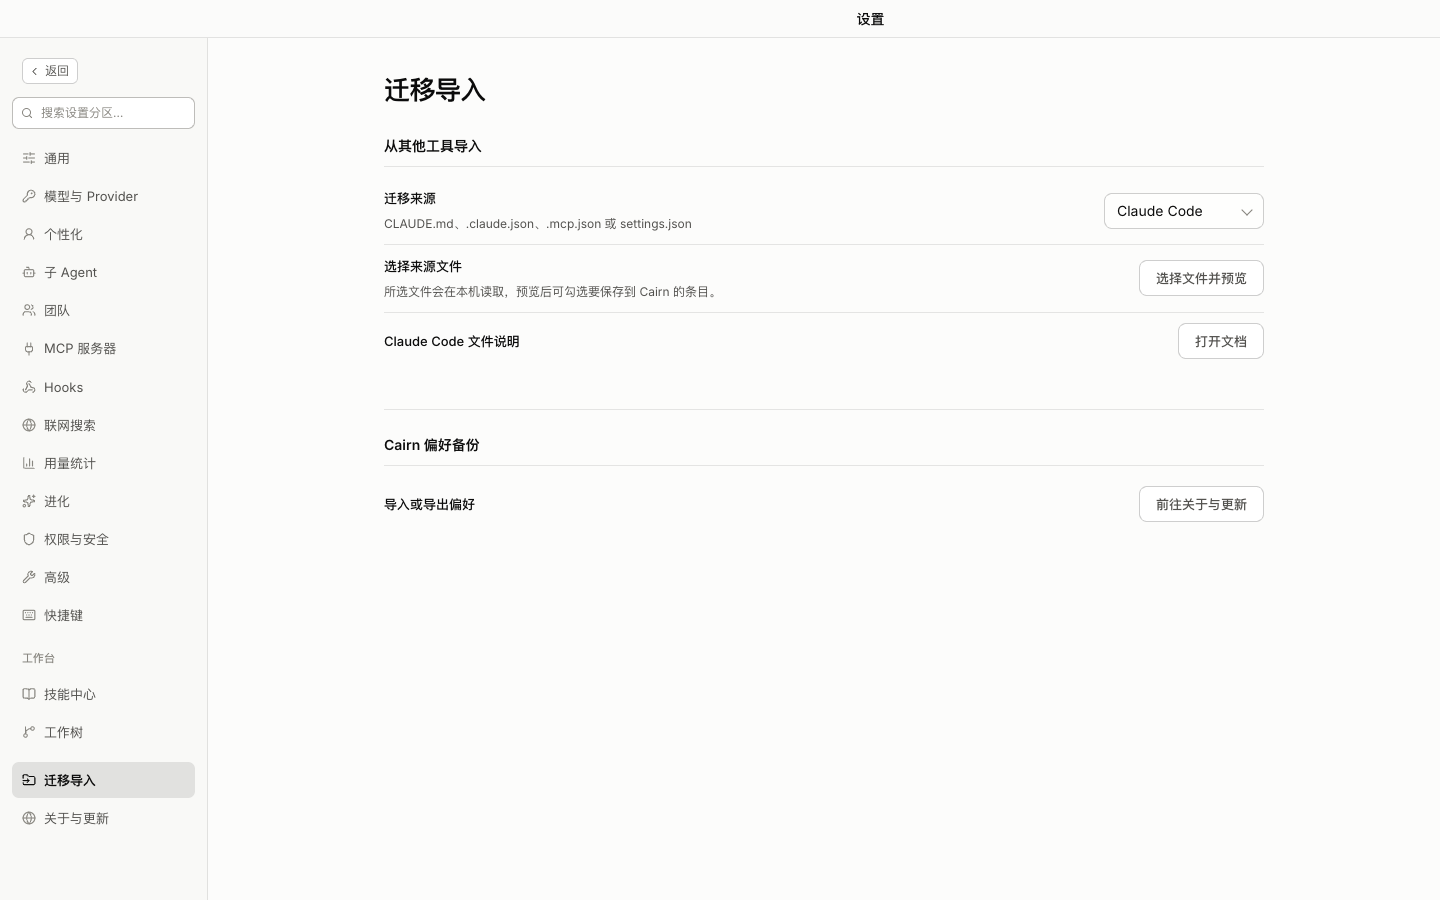 设置
返回
搜索设置分区...
通用
模型与 Provider
个性化
子 Agent
团队
MCP 服务器
Hooks
联网搜索
用量统计
进化
权限与安全
高级
快捷键
工作台
技能中心
工作树
迁移导入
关于与更新
迁移导入
从其他工具导入
迁移来源
CLAUDE.md、.claude.json、.mcp.json 或 settings.json
Claude Code
选择来源文件
所选文件会在本机读取，预览后可勾选要保存到 Cairn 的条目。
选择文件并预览
Claude Code 文件说明
打开文档
Cairn 偏好备份
导入或导出偏好
前往关于与更新